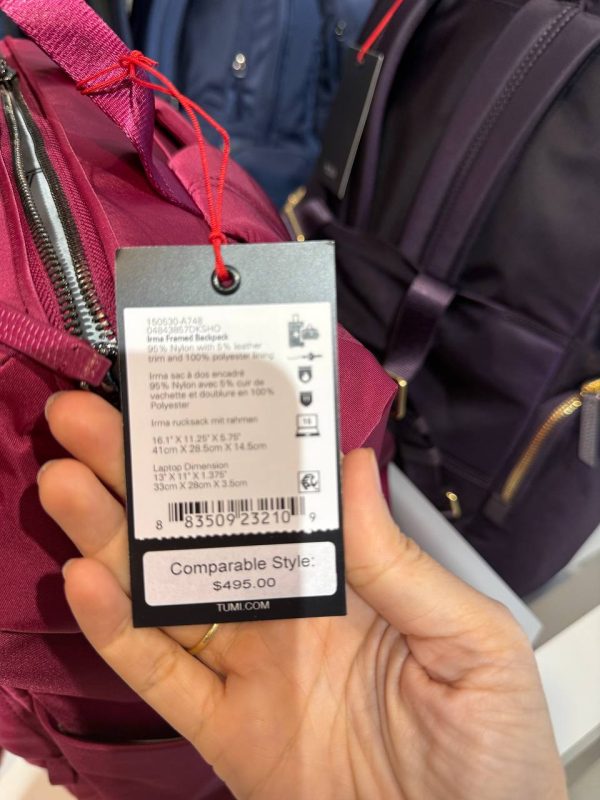 150530-A748
04843857DKSHO
Irma Framed Backpack
95% Nylon with 5% leather
trim and 100% polyester lining
Irma sac à dos encadré
95% Nylon avec 5% cuir de
vachette et doublure en 100%
Polyester
Irma rucksack mit rahmen
16.1" X 11.25" X 5.75"
41cm X 28.5cm X 14.5cm
Laptop Dimension
13" X 11" X 1.375"
33cm X 28cm X 3.5cm
8 83509 23210 9
Comparable Style:
$495.00
TUMI.COM